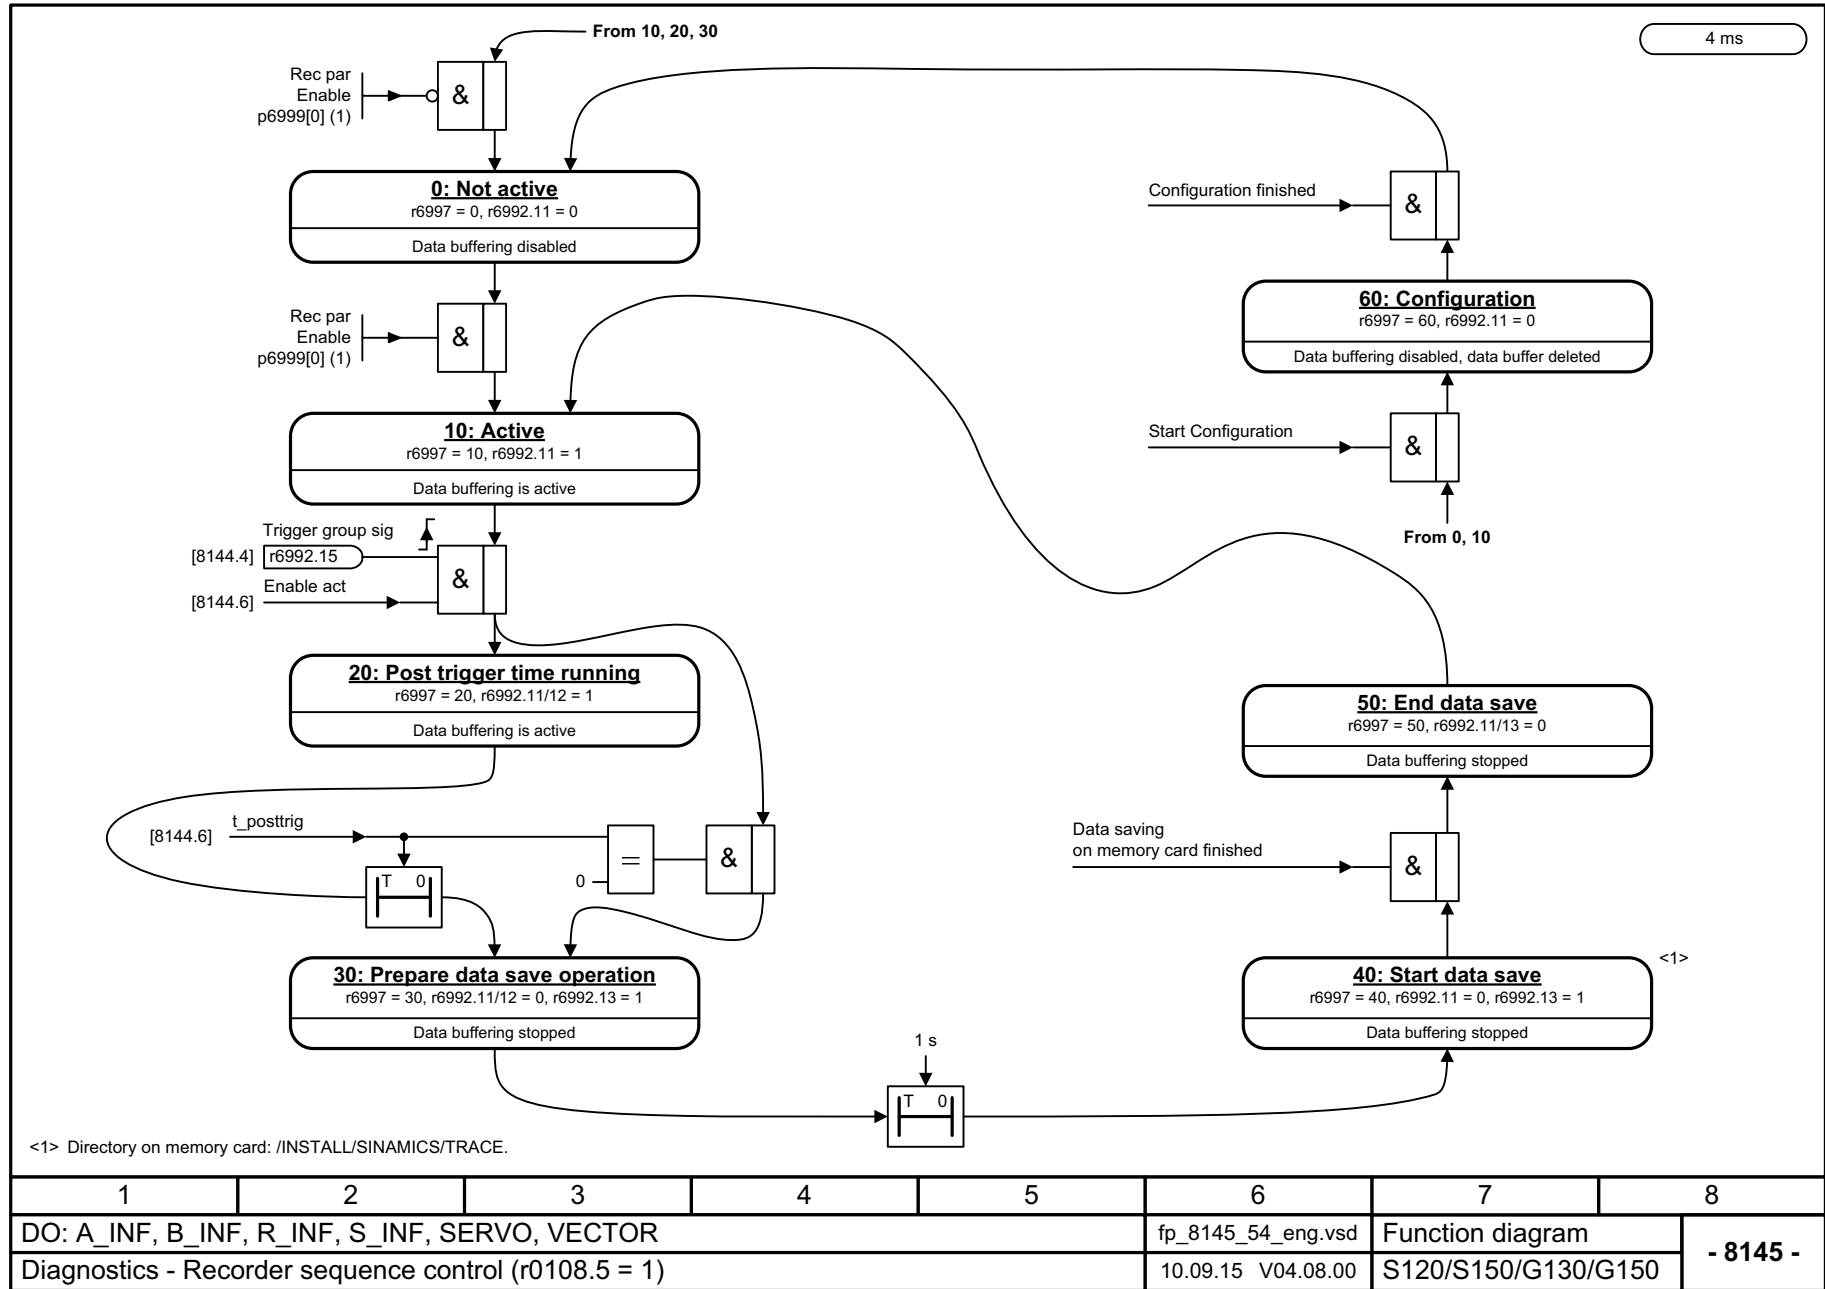 From 10, 20, 30
4 ms
Rec par
Enable
p6999[0] (1)
&
0: Not active
r6997 = 0, r6992.11 = 0
Data buffering disabled
Configuration finished
&
Rec par
Enable
p6999[0] (1)
&
60: Configuration
r6997 = 60, r6992.11 = 0
Data buffering disabled, data buffer deleted
10: Active
r6997 = 10, r6992.11 = 1
Data buffering is active
Start Configuration
&
From 0, 10
Trigger group sig
[8144.4] r6992.15
Enable act
[8144.6]
&
20: Post trigger time running
r6997 = 20, r6992.11/12 = 1
Data buffering is active
50: End data save
r6997 = 50, r6992.11/13 = 0
Data buffering stopped
t_posttrig
[8144.6]
T 0
0
=
&
Data saving
on memory card finished
&
30: Prepare data save operation
r6997 = 30, r6992.11/12 = 0, r6992.13 = 1
Data buffering stopped
<1>
40: Start data save
r6997 = 40, r6992.11 = 0, r6992.13 = 1
Data buffering stopped
1 s
T 0
<1> Directory on memory card: /INSTALL/SINAMICS/TRACE.
1 2 3 4 5 6 7 8
DO: A_INF, B_INF, R_INF, S_INF, SERVO, VECTOR
fp_8145_54_eng.vsd
Function diagram
- 8145 -
Diagnostics - Recorder sequence control (r0108.5 = 1)
10.09.15 V04.08.00
S120/S150/G130/G150